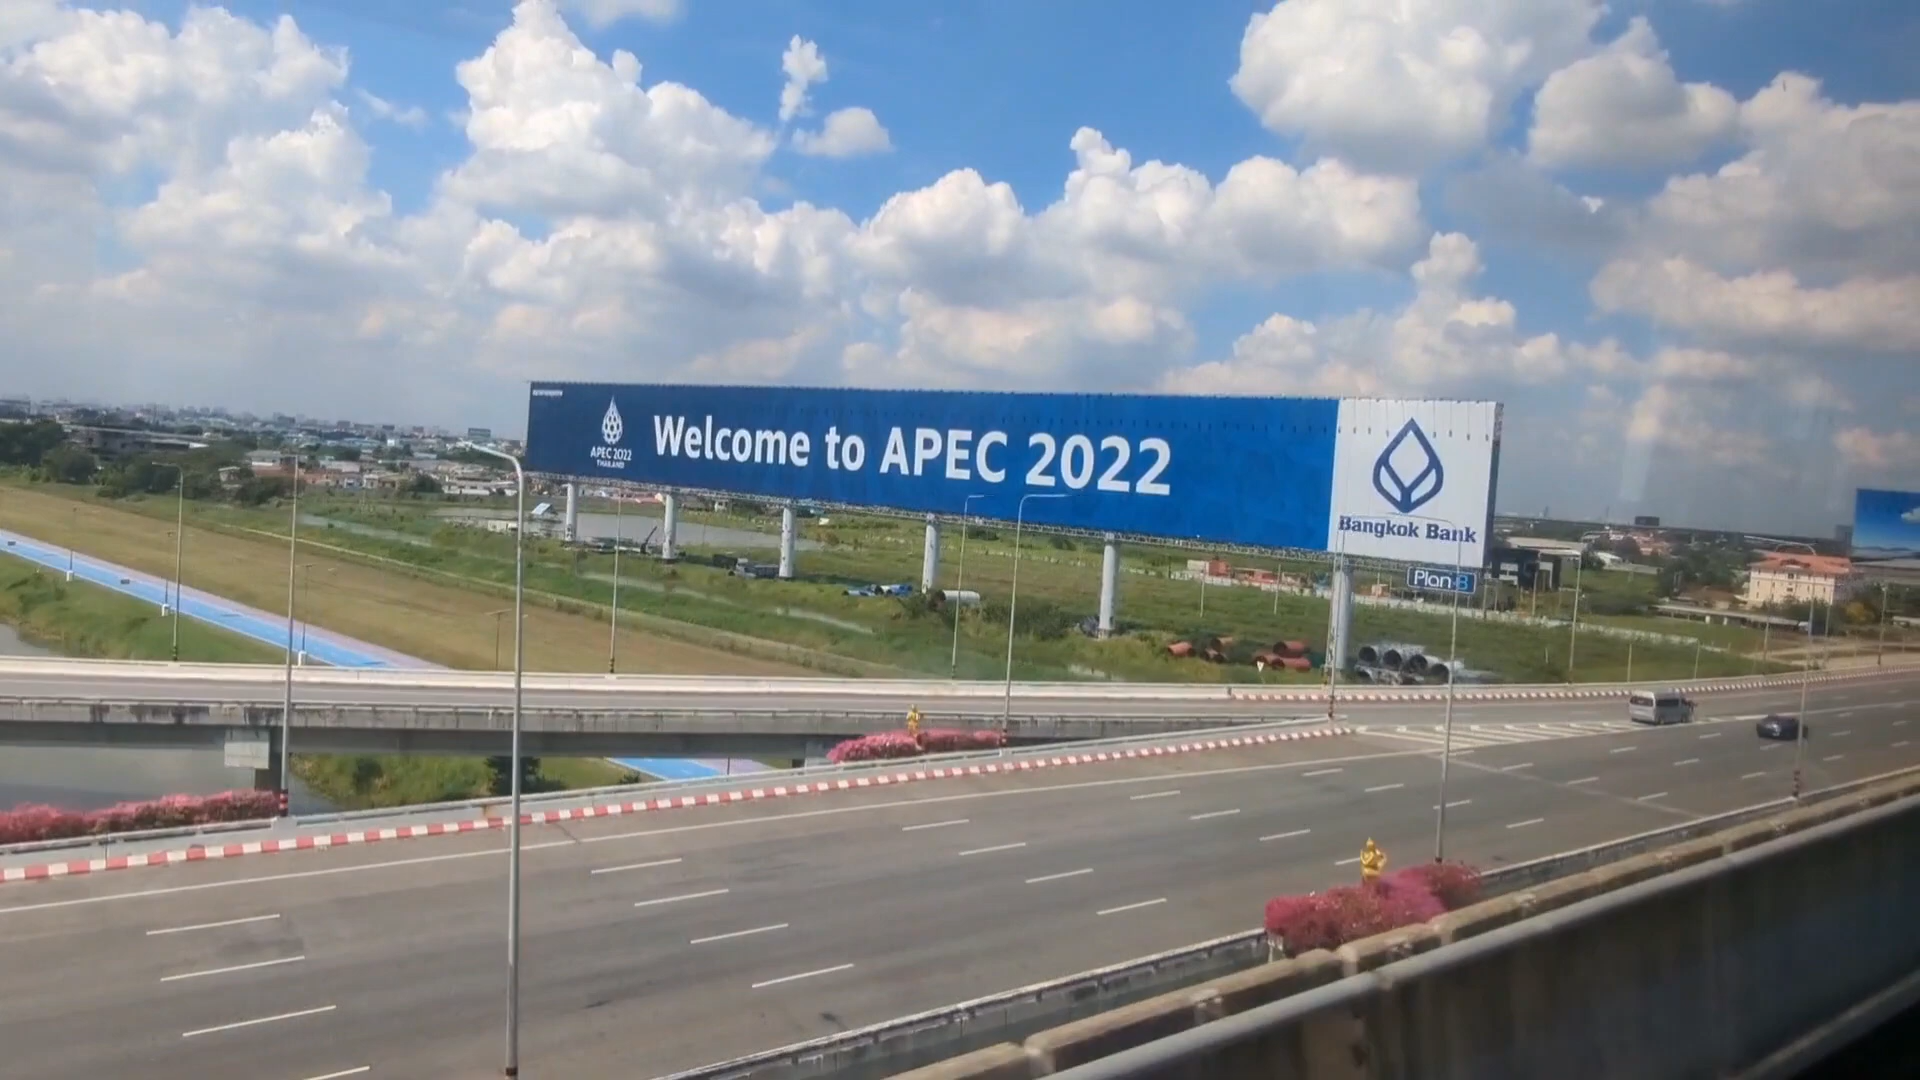 APEC 2022
THAILAND
Welcome to APEC 2022
Bangkok Bank
Plan B